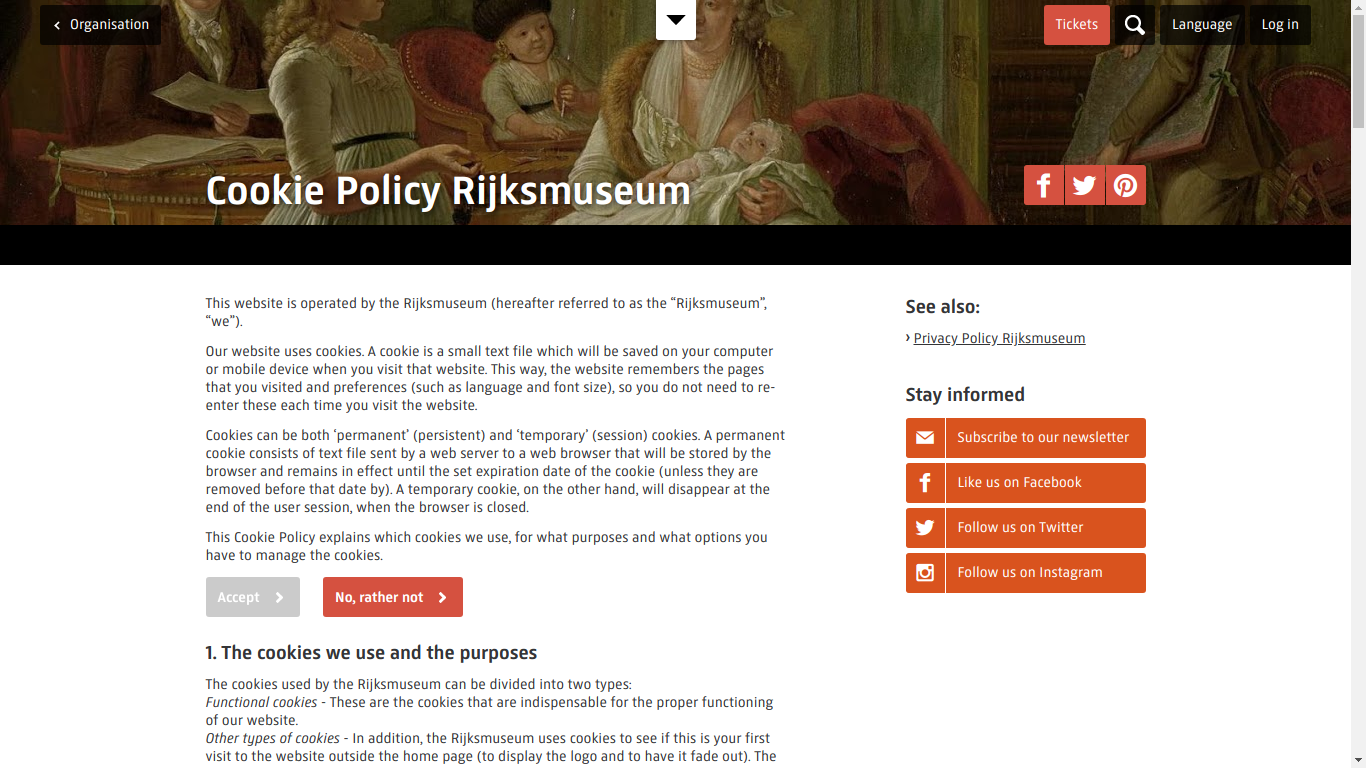 Organisation
Tickets
Language
Log in
Cookie Policy Rijksmuseum
This website is operated by the Rijksmuseum (hereafter referred to as the “Rijksmuseum”,
“we”).
Our website uses cookies. A cookie is a small text file which will be saved on your computer
or mobile device when you visit that website. This way, the website remembers the pages
that you visited and preferences (such as language and font size), so you do not need to re-
enter these each time you visit the website.
Cookies can be both ‘permanent’ (persistent) and ‘temporary’ (session) cookies. A permanent
cookie consists of text file sent by a web server to a web browser that will be stored by the
browser and remains in effect until the set expiration date of the cookie (unless they are
removed before that date by). A temporary cookie, on the other hand, will disappear at the
end of the user session, when the browser is closed.
This Cookie Policy explains which cookies we use, for what purposes and what options you
have to manage the cookies.
Accept
No, rather not
1. The cookies we use and the purposes
The cookies used by the Rijksmuseum can be divided into two types:
Functional cookies - These are the cookies that are indispensable for the proper functioning
of our website.
Other types of cookies - In addition, the Rijksmuseum uses cookies to see if this is your first
visit to the website outside the home page (to display the logo and to have it fade out). The
See also:
› Privacy Policy Rijksmuseum
Stay informed
Subscribe to our newsletter
Like us on Facebook
Follow us on Twitter
Follow us on Instagram